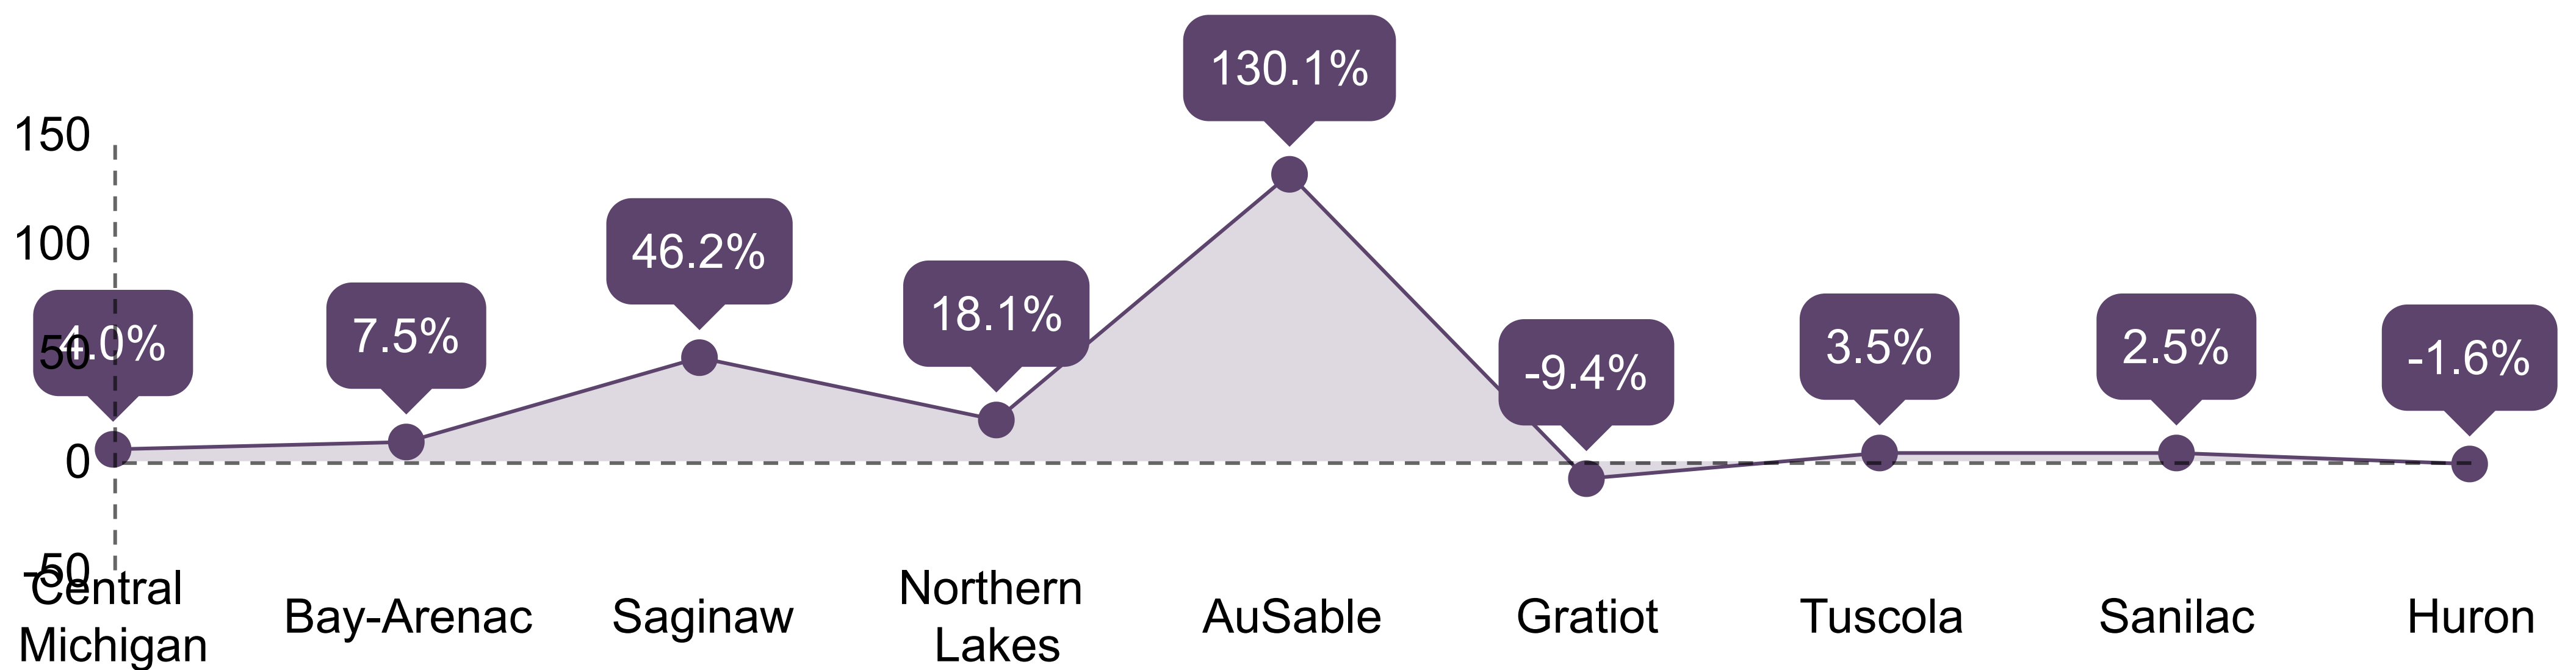 130.1%
150
46.2%
100
18.1%
7.5%
4.0%
3.5%
2.5%
-1.6%
50
-9.4%
0
-50
Central
Michigan
Bay-Arenac
Saginaw
Northern
Lakes
AuSable
Gratiot
Tuscola
Sanilac
Huron